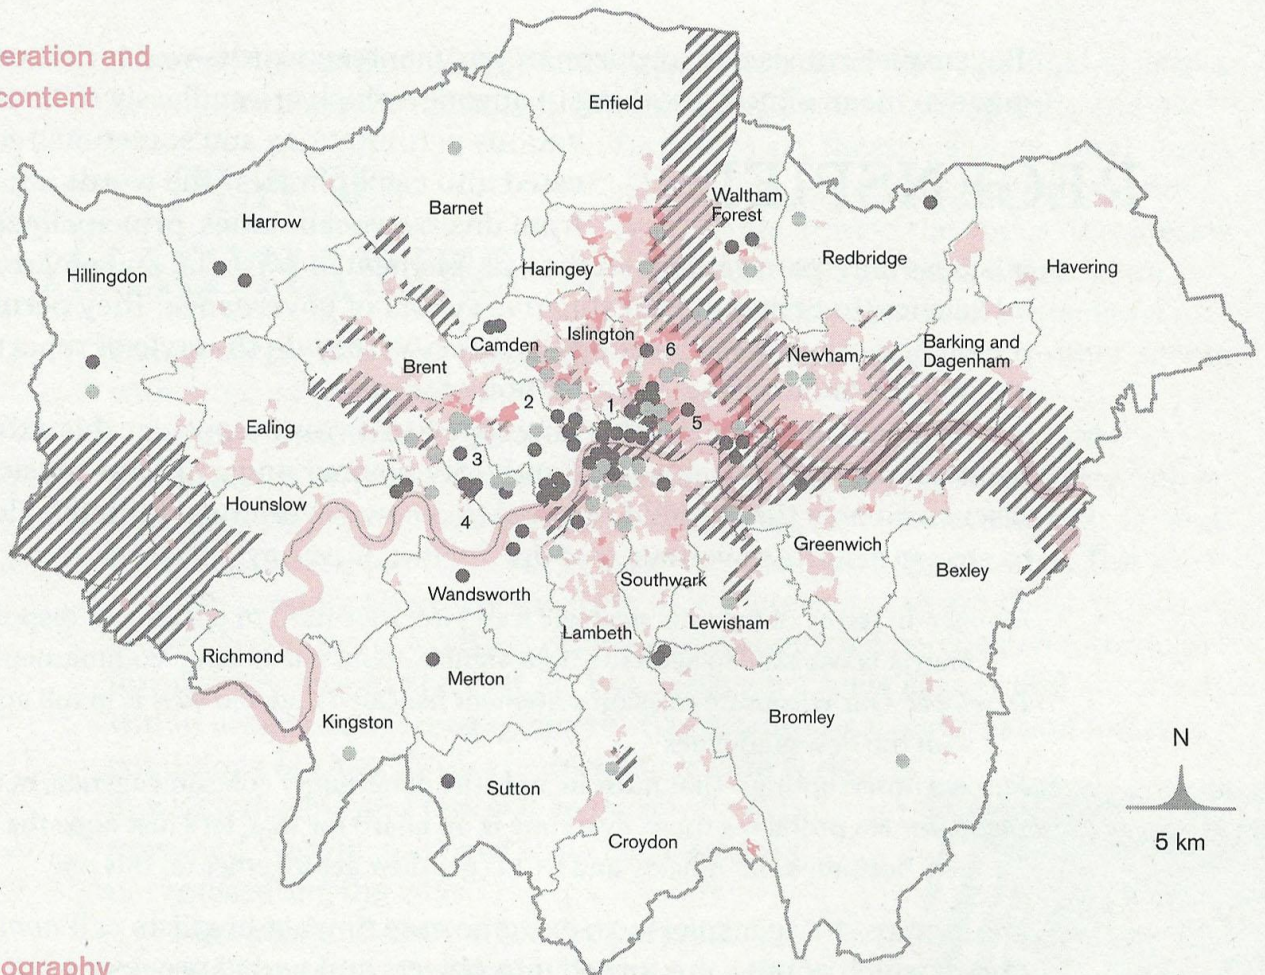 eration and
content
Enfield
Waltham
Forest
Harrow
Barnet
Redbridge
Haringey
Havering
Hillingdon
Islington
Camden
6
Newham
Barking and
Dagenham
Brent
2
1
5
Ealing
3
Hounslow
4
Greenwich
Bexley
Southwark
Wandsworth
Lewisham
Lambeth
Richmond
Merton
Kingston
Bromley
N
Sutton
5 km
Croydon
ography